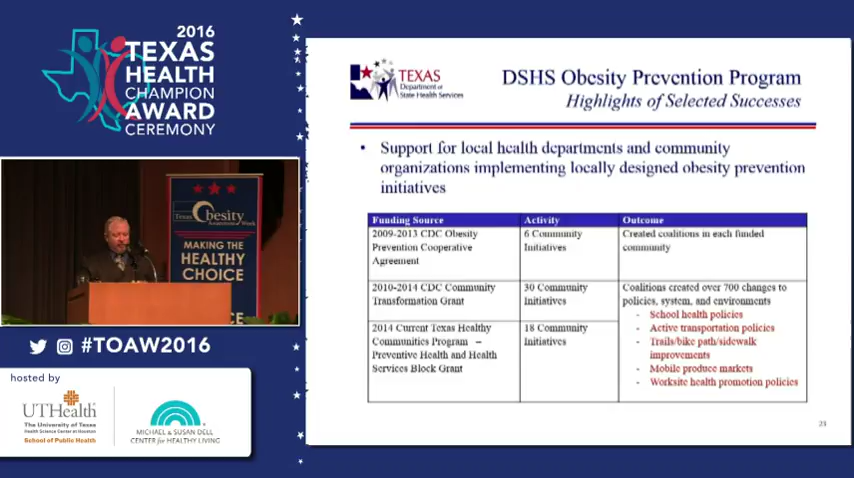 2016
TEXAS
HEALTH
CHAMPION
AWARD
CEREMONY
Texas Obesity
Awareness Week
MAKING THE
HEALTHY
CHOICE
CE
#TOAW2016
hosted by
UTHealth
The University of Texas
Health Science Center at Houston
School of Public Health
MICHAEL & SUSAN DELL
CENTER for HEALTHY LIVING
TEXAS
Department of
State Health Services
DSHS Obesity Prevention Program
Highlights of Selected Successes
• Support for local health departments and community
organizations implementing locally designed obesity prevention
initiatives
Funding Source Activity Outcome
2009-2013 CDC Obesity
Prevention Cooperative
Agreement
6 Community
Initiatives
Created coalitions in each funded
community
2010-2014 CDC Community
Transformation Grant
30 Community
Initiatives
Coalitions created over 700 changes to
policies, system, and environments
- School health policies
- Active transportation policies
- Trails/bike path/sidewalk
improvements
- Mobile produce markets
- Worksite health promotion policies
2014 Current Texas Healthy
Communities Program –
Preventive Health and Health
Services Block Grant
18 Community
Initiatives
23